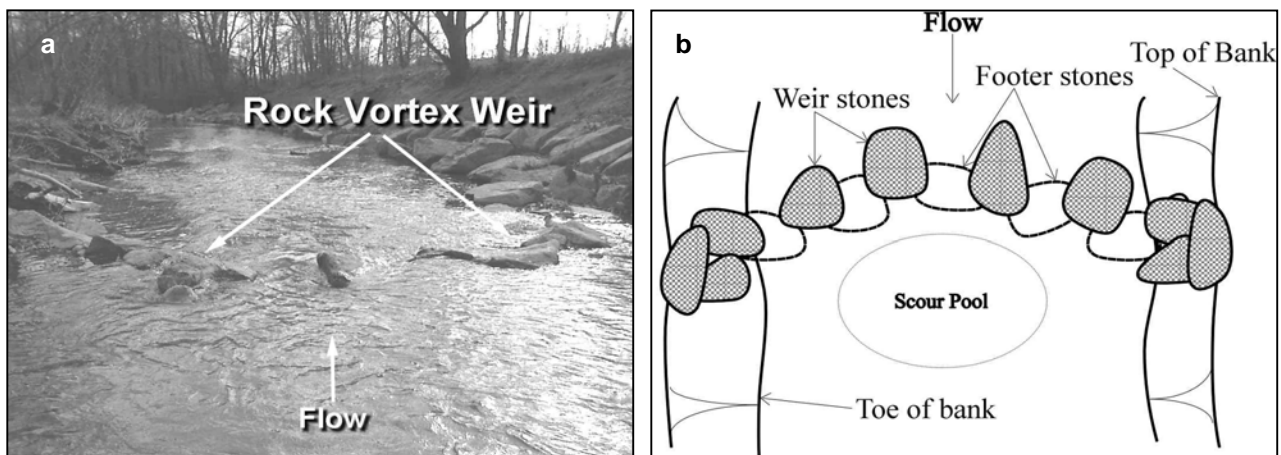 a
Rock Vortex Weir
Flow
b
Flow
Top of Bank
Footer stones
Weir stones
Scour Pool
Toe of bank